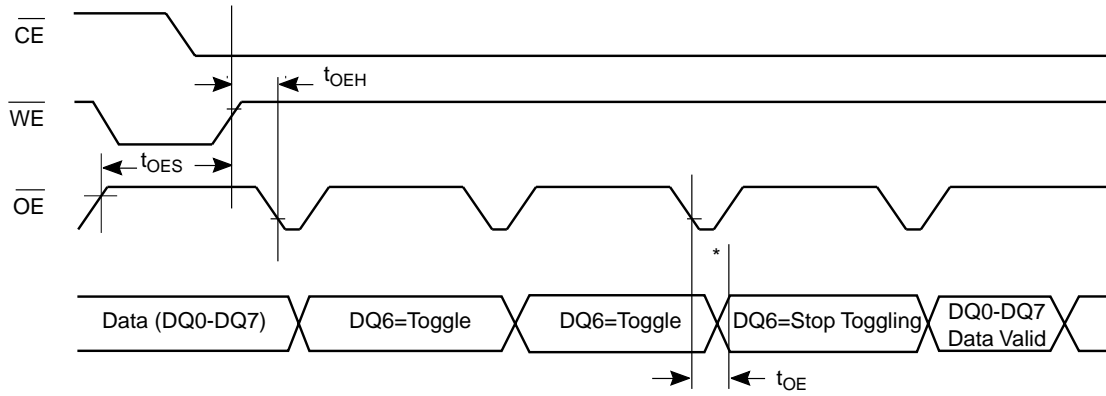 CE
tOEH
WE
tOES
OE
*
Data (DQ0-DQ7)
DQ6=Toggle
DQ6=Toggle
DQ6=Stop Toggling
DQ0-DQ7
Data Valid
tOE